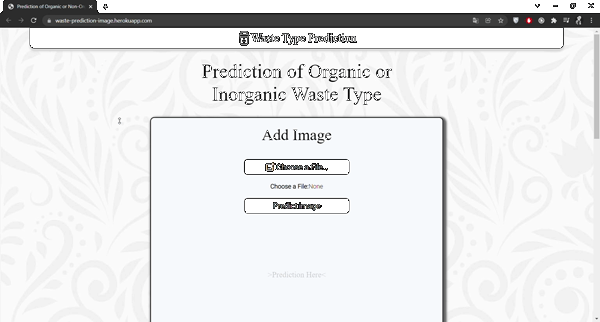 Prediction of Organic or Non-Or
waste-prediction-image.herokuapp.com
Waste Type Prediction
Prediction of Organic or
Inorganic Waste Type
Add Image
Choose a File...
Choose a File:None
Predict Image
>Prediction Here<